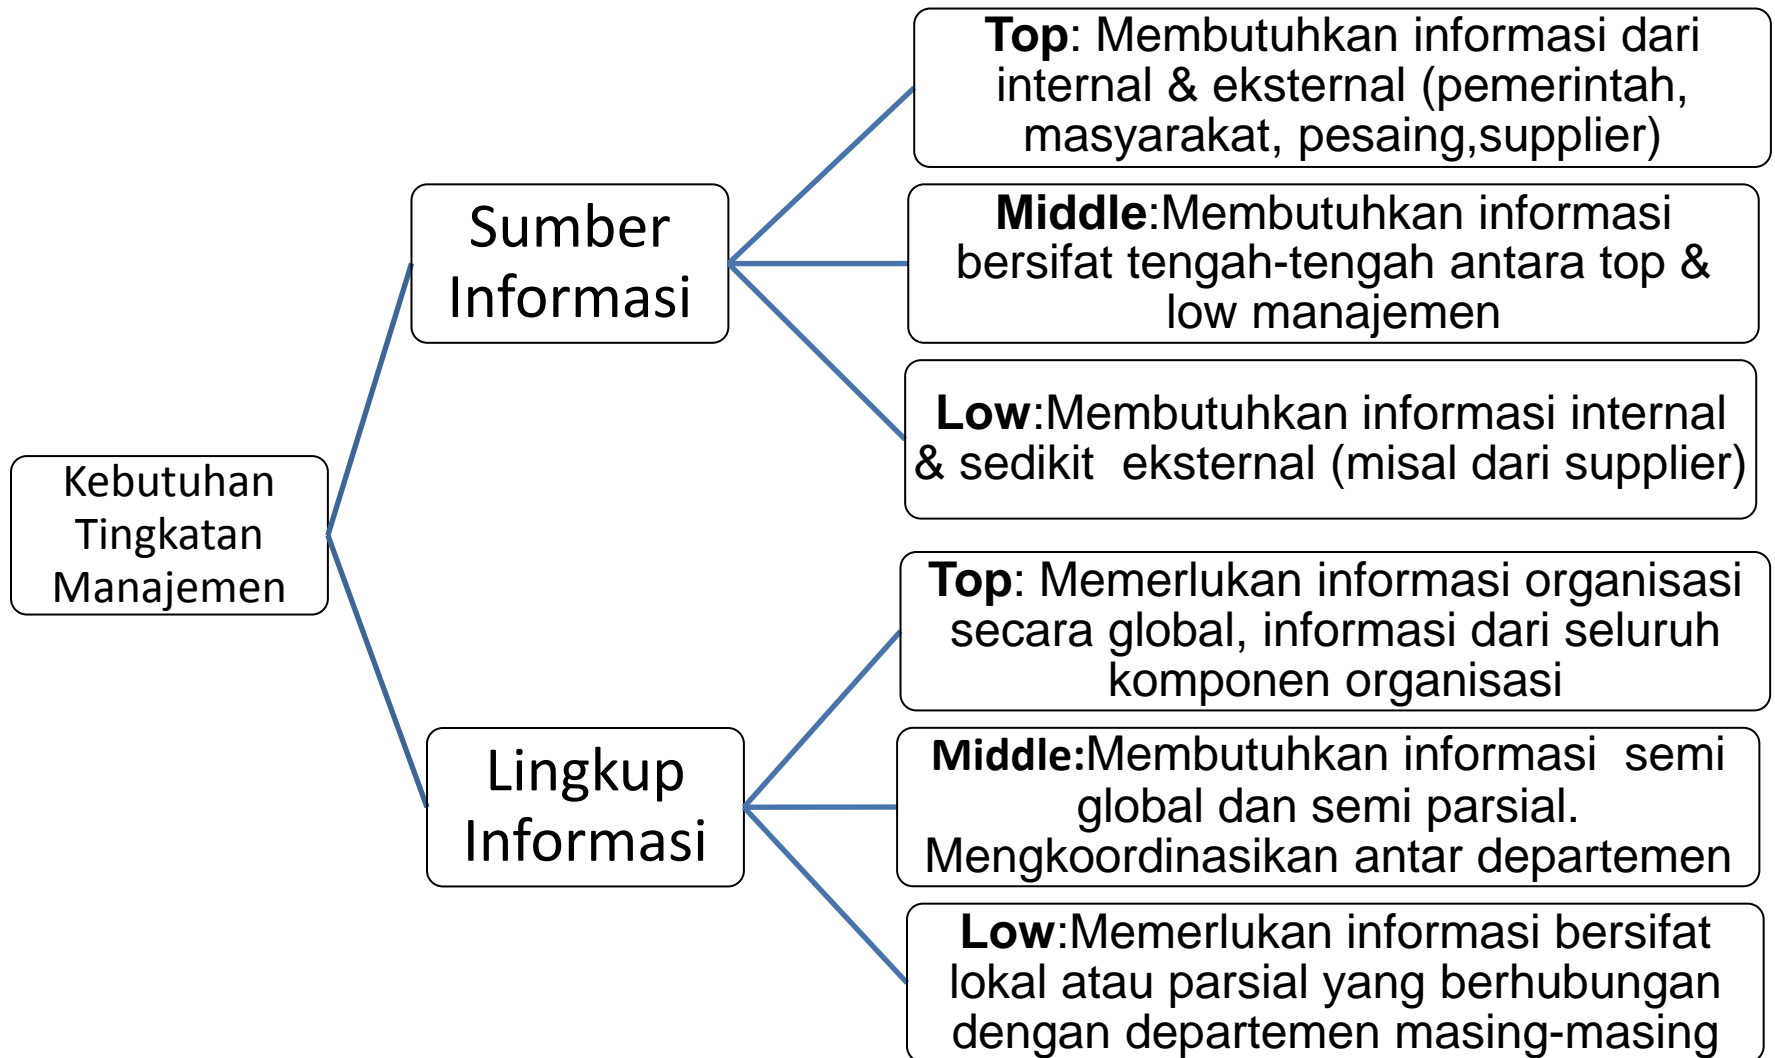 Kebutuhan
Tingkatan
Manajemen
Sumber
Informasi
Top: Membutuhkan informasi dari
internal & eksternal (pemerintah,
masyarakat, pesaing,supplier)
Middle:Membutuhkan informasi
bersifat tengah-tengah antara top &
low manajemen
Low:Membutuhkan informasi internal
& sedikit eksternal (misal dari supplier)
Lingkup
Informasi
Top: Memerlukan informasi organisasi
secara global, informasi dari seluruh
komponen organisasi
Middle:Membutuhkan informasi semi
global dan semi parsial.
Mengkoordinasikan antar departemen
Low:Memerlukan informasi bersifat
lokal atau parsial yang berhubungan
dengan departemen masing-masing